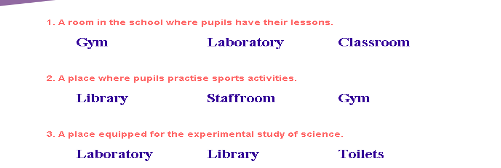 1. A room in the school where pupils have their lessons.
Gym Laboratory Classroom
2. A place where pupils practise sports activities.
Library Staffroom Gym
3. A place equipped for the experimental study of science.
Laboratory Library Toilets